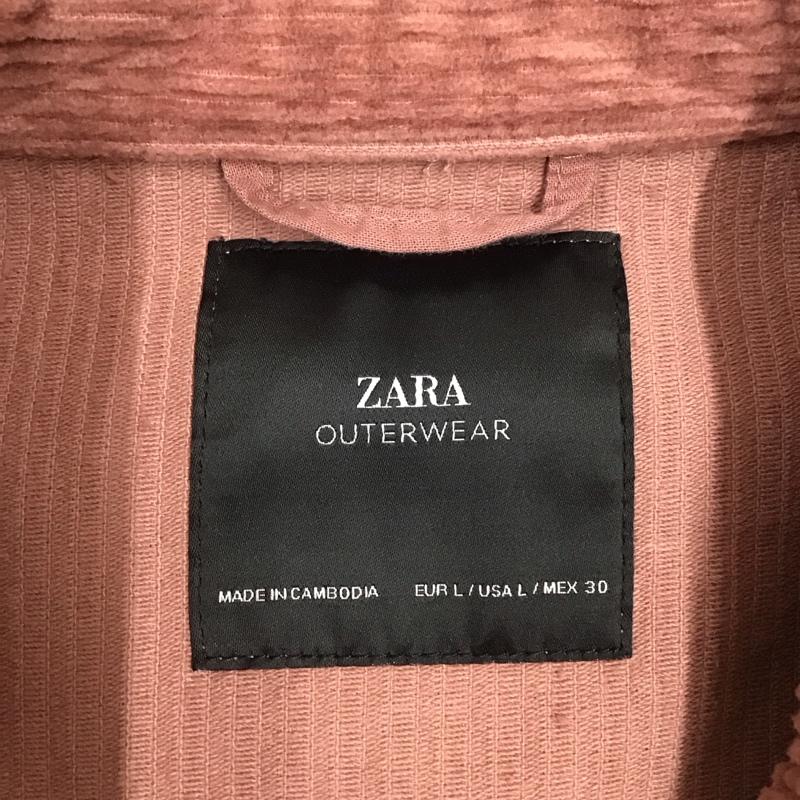 ZARA
OUTERWEAR
MADE IN CAMBODIA EUR L / USA L / MEX 30